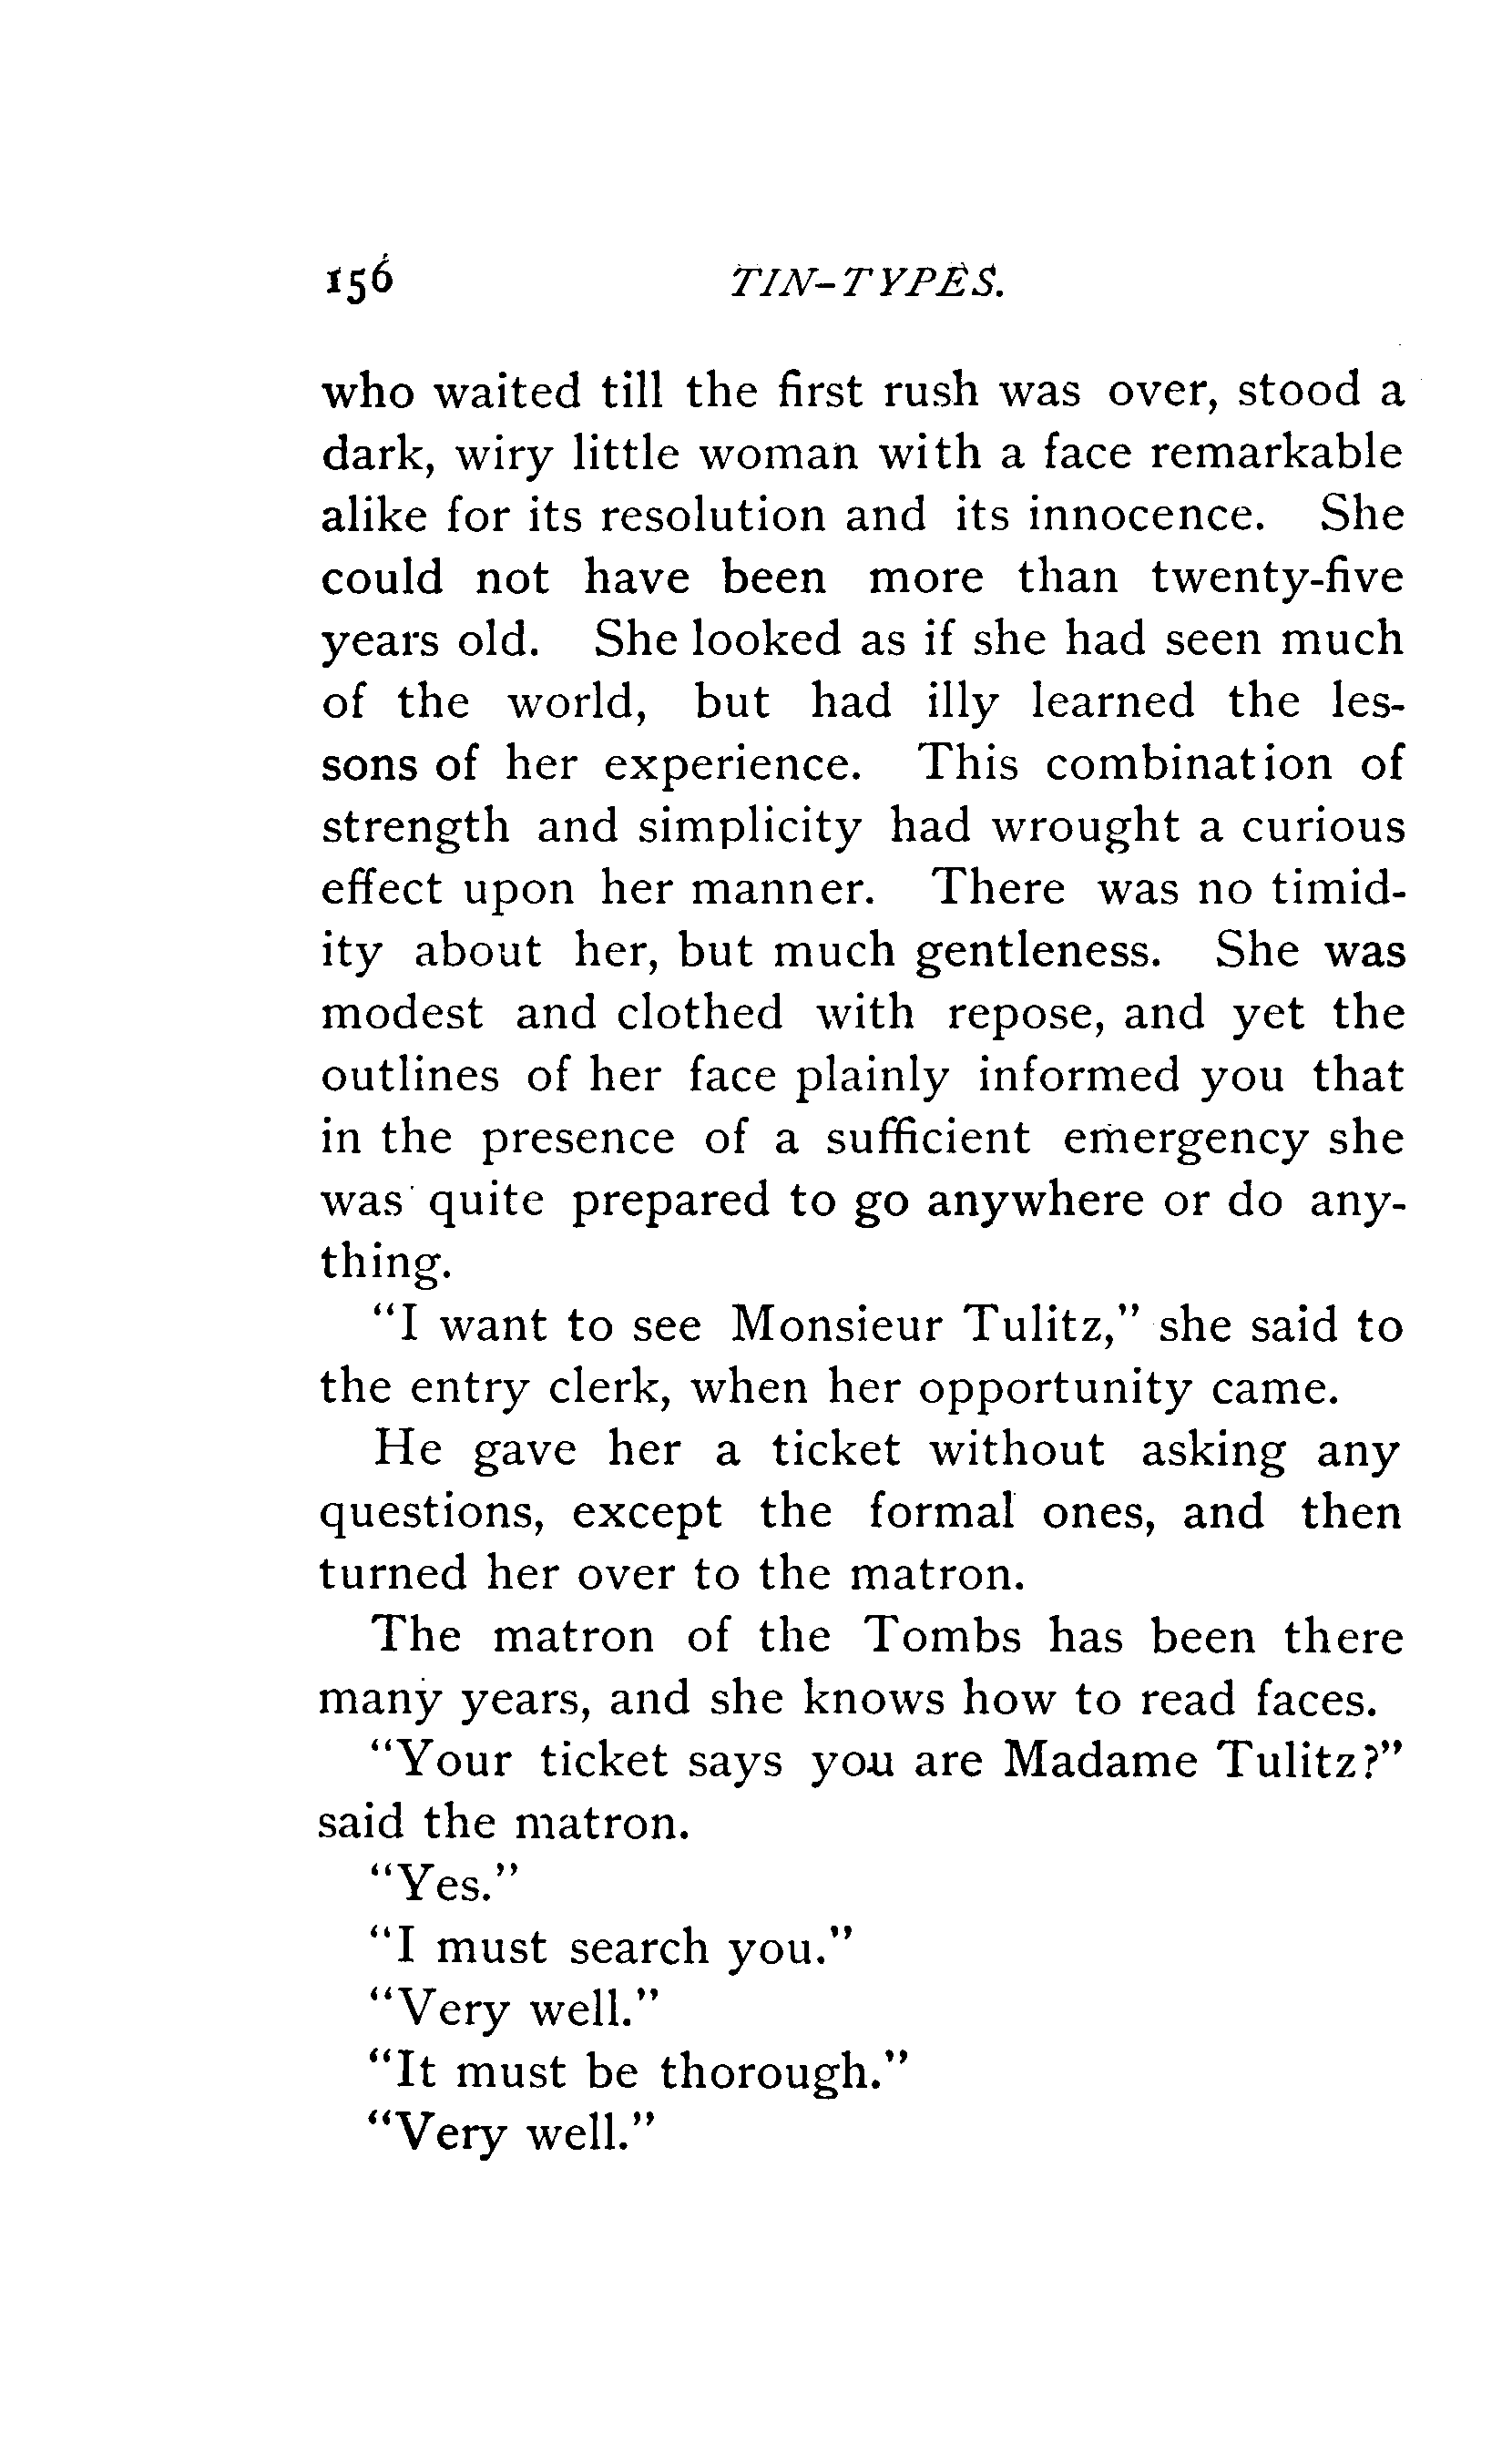 156 TIN-TYPES.
who waited till the first rush was over, stood a
dark, wiry little woman with a face remarkable
alike for its resolution and its innocence. She
could not have been more than twenty-five
years old. She looked as if she had seen much
of the world, but had illy learned the les-
sons of her experience. This combination of
strength and simplicity had wrought a curious
effect upon her manner. There was no timid-
ity about her, but much gentleness. She was
modest and clothed with repose, and yet the
outlines of her face plainly informed you that
in the presence of a sufficient emergency she
was quite prepared to go anywhere or do any-
thing.
"I want to see Monsieur Tulitz," she said to
the entry clerk, when her opportunity came.
He gave her a ticket without asking any
questions, except the formal ones, and then
turned her over to the matron.
The matron of the Tombs has been there
many years, and she knows how to read faces.
"Your ticket says you are Madame Tulitz?"
said the matron.
"Yes."
"I must search you."
"Very well."
"It must be thorough."
"Very well."